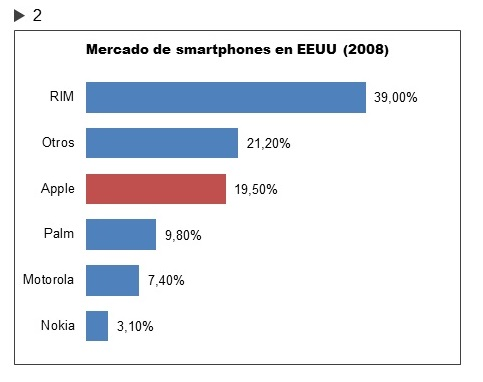 ▶ 2
Mercado de smartphones en EEUU (2008)
RIM 39,00%
Otros 21,20%
Apple 19,50%
Palm 9,80%
Motorola 7,40%
Nokia 3,10%